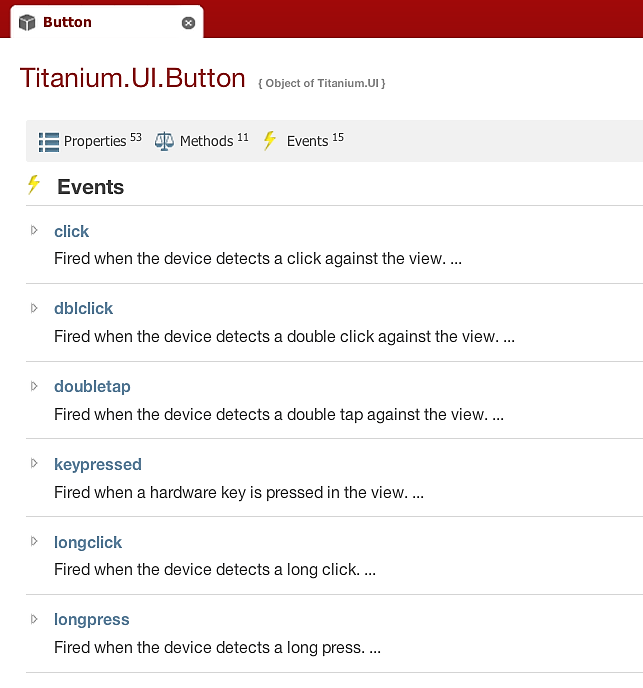 Button
Titanium.UI.Button { Object of Titanium.UI }
Properties 53 Methods 11 Events 15
Events
click
Fired when the device detects a click against the view. ...
dblclick
Fired when the device detects a double click against the view. ...
doubletap
Fired when the device detects a double tap against the view. ...
keypressed
Fired when a hardware key is pressed in the view. ...
longclick
Fired when the device detects a long click. ...
longpress
Fired when the device detects a long press. ...